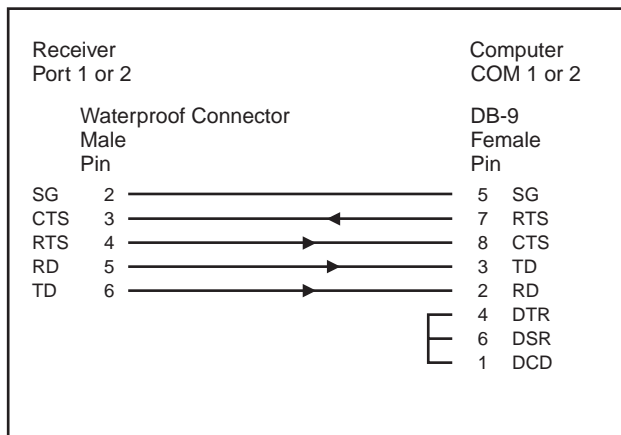 Receiver Computer
Port 1 or 2 COM 1 or 2
Waterproof Connector DB-9
Male Female
Pin Pin
SG 2 5 SG
CTS 3 7 RTS
RTS 4 8 CTS
RD 5 3 TD
TD 6 2 RD
4 DTR
6 DSR
1 DCD